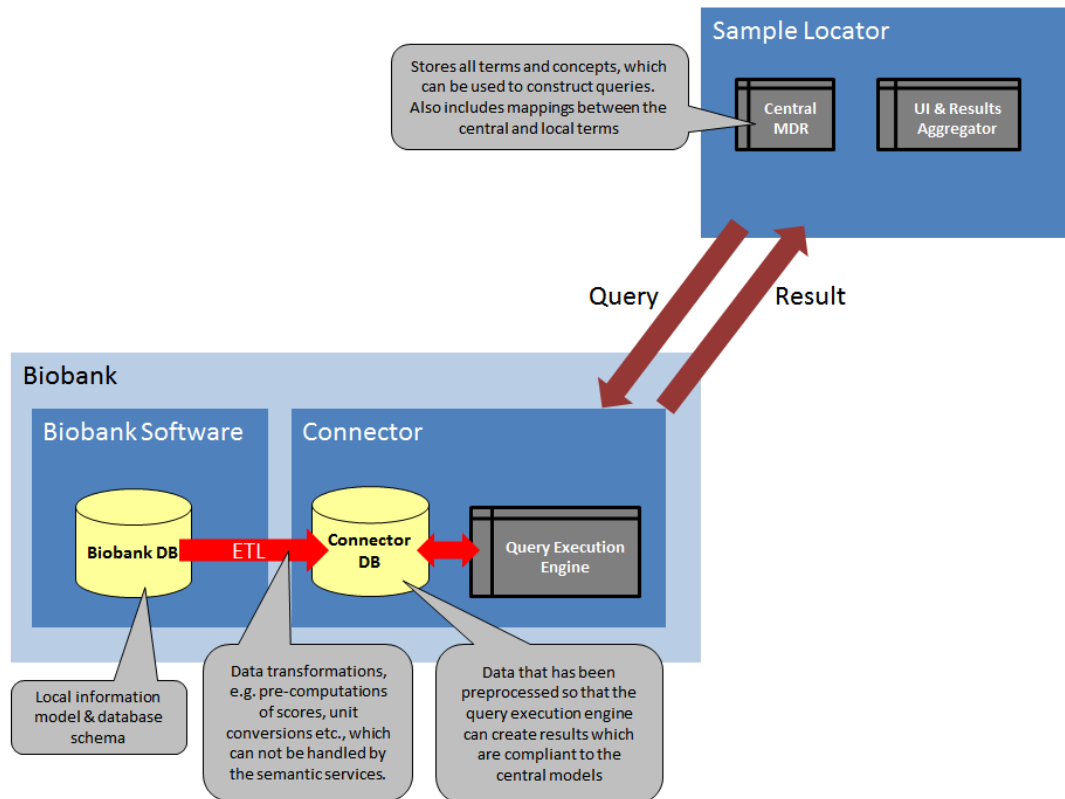 Sample Locator
Stores all terms and concepts, which
can be used to construct queries.
Also includes mappings between the
central and local terms
Central
MDR
UI & Results
Aggregator
Query
Result
Biobank
Biobank Software
Connector
Biobank DB
ETL
Connector
DB
Query Execution
Engine
Local information
model & database
schema
Data transformations,
e.g. pre-computations
of scores, unit
conversions etc., which
can not be handled by
the semantic services.
Data that has been
preprocessed so that the
query execution engine
can create results which
are compliant to the
central models